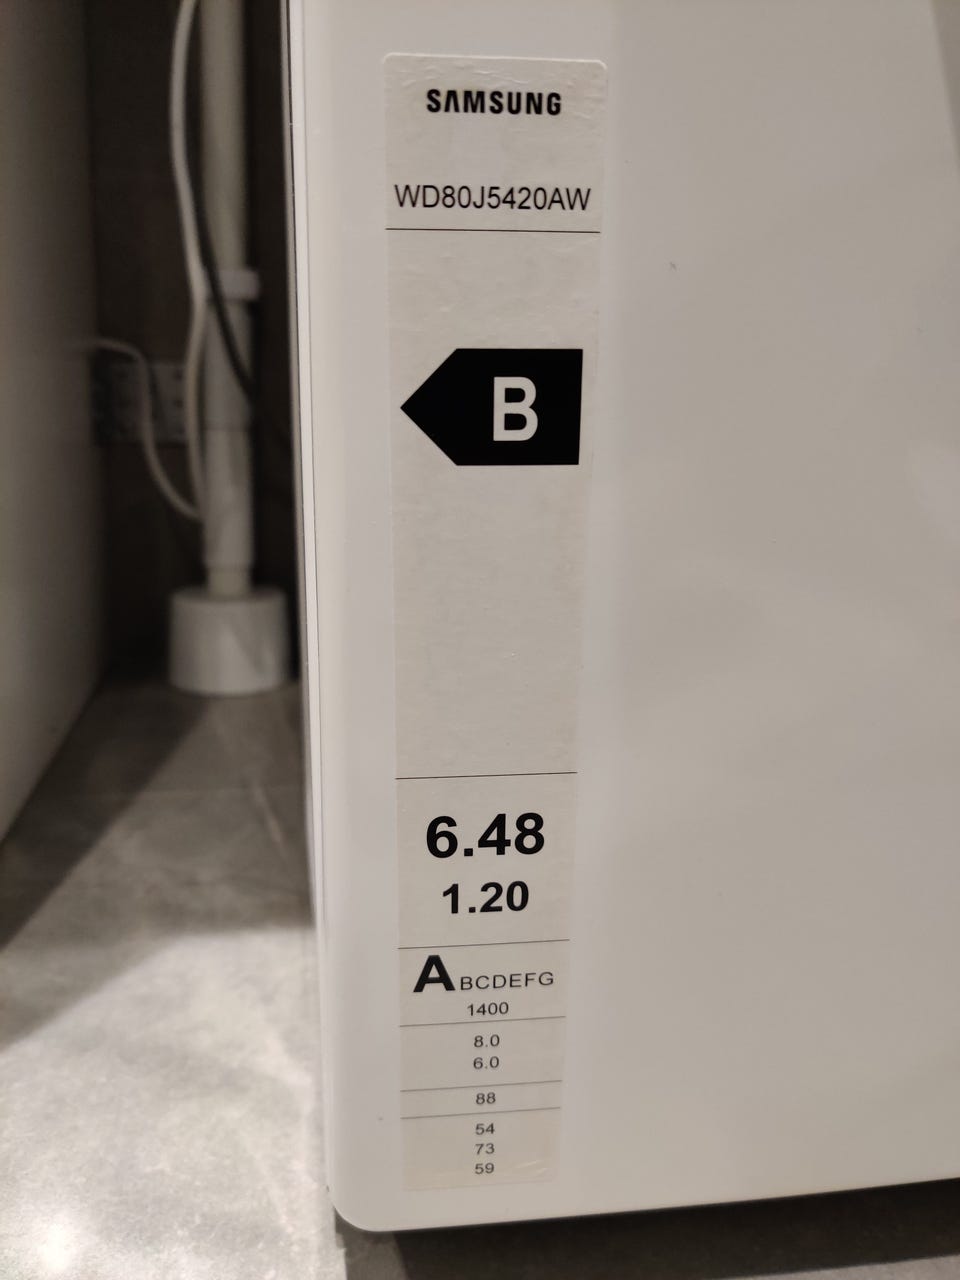 SAMSUNG
WD80J5420AW
B
6.48
1.20
ABCDEFG
1400
8.0
6.0
88
54
73
59